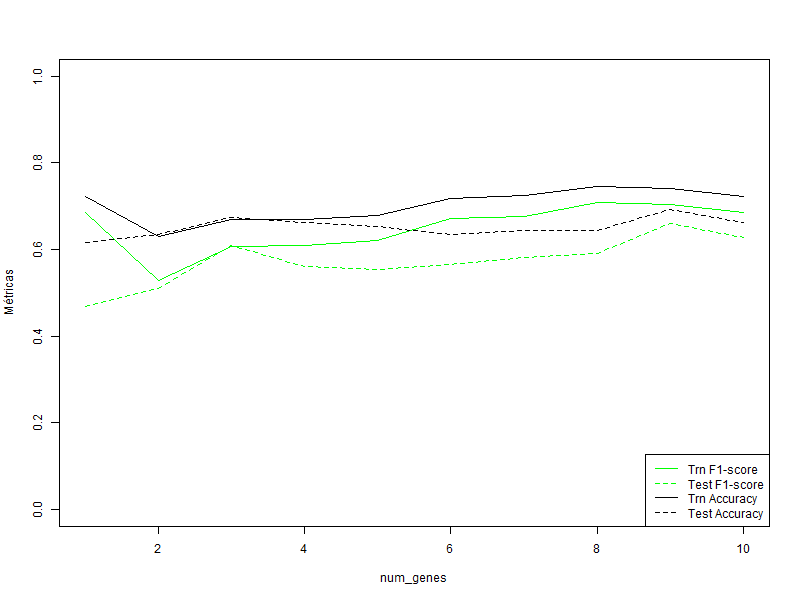 Métricas
1.0
0.8
0.6
0.4
0.2
0.0
2
4
6
8
10
num_genes
Trn F1-score
Test F1-score
Trn Accuracy
Test Accuracy